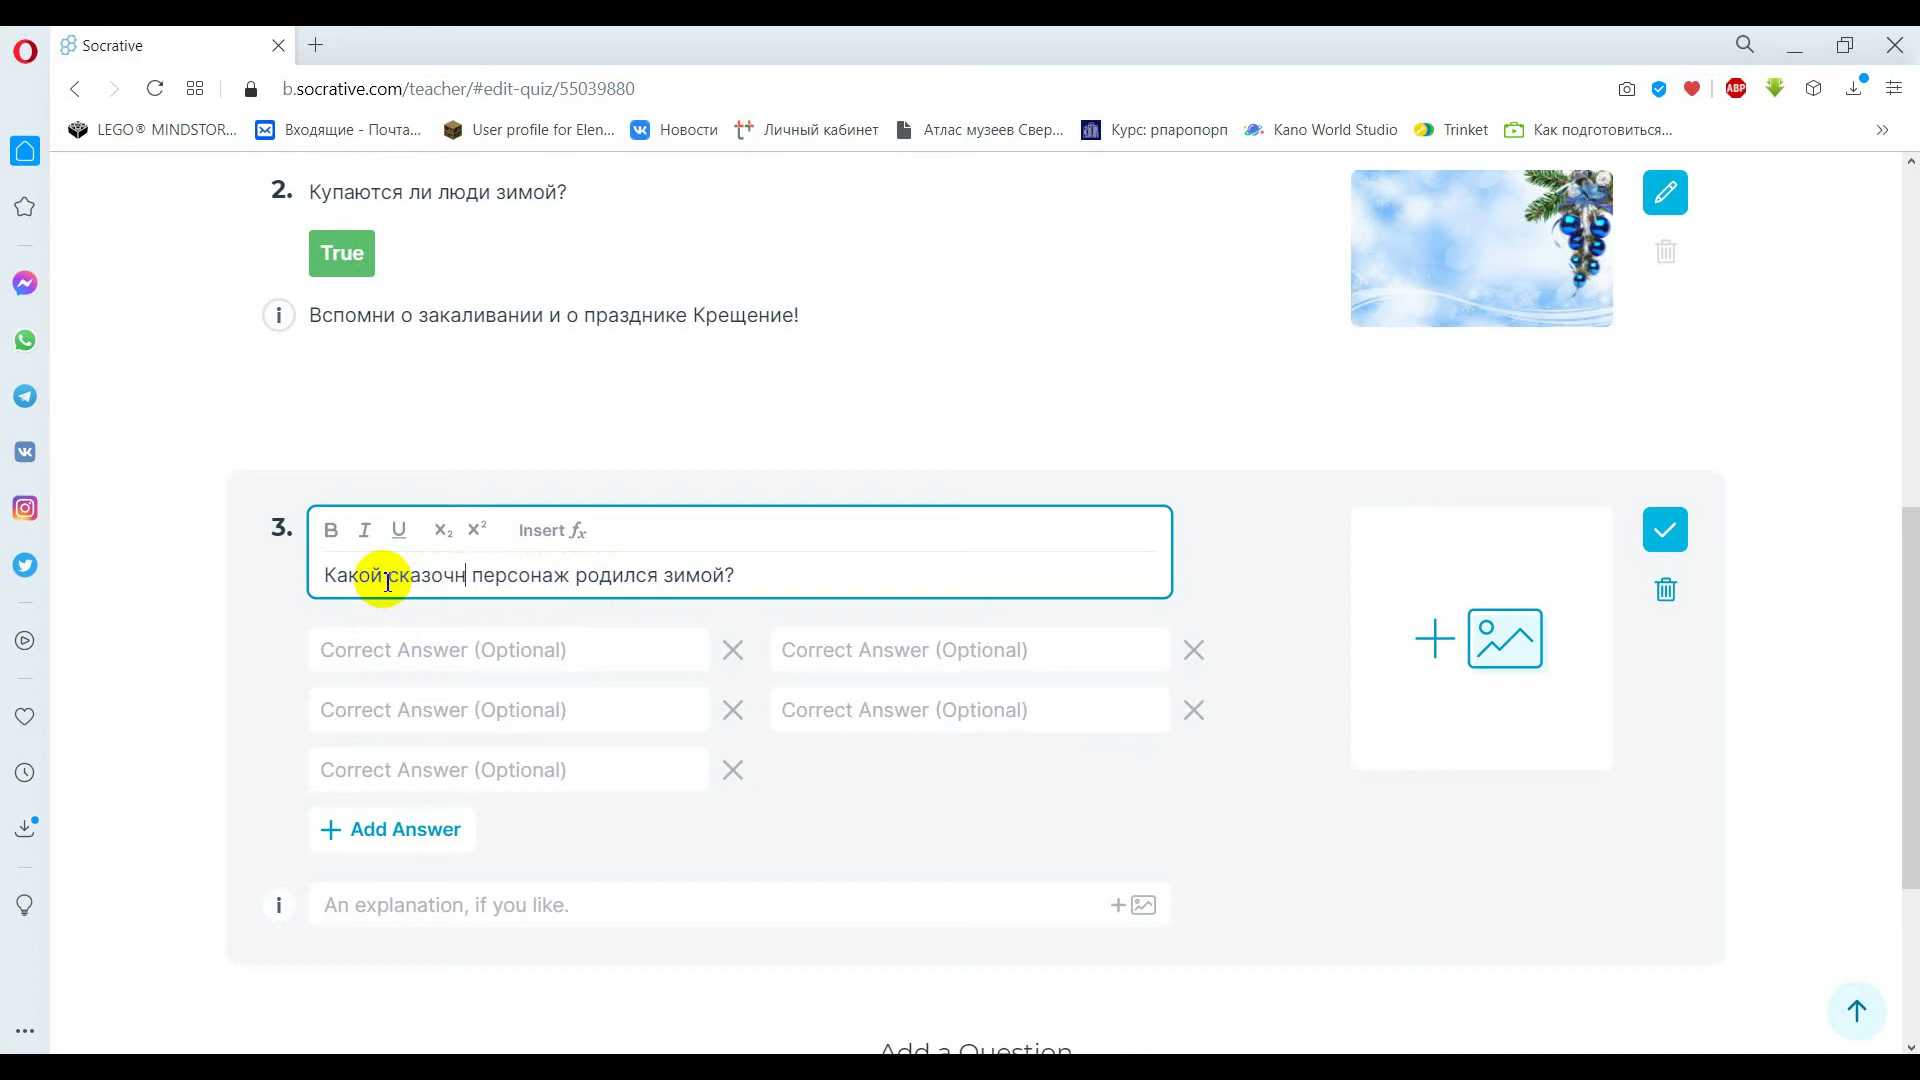 Socrative
b.socrative.com/teacher/#edit-quiz/55039880
ABP
LEGO® MINDSTOR... Входящие - Почта... User profile for Elen... Новости Личный кабинет Атлас музеев Свер... Курс: рпаропорп Kano World Studio Trinket Как подготовиться...
2. Купаются ли люди зимой?
True
i Вспомни о закаливании и о празднике Крещение!
3. B I U X₂ X² Insert fx
Какой сказочн персонаж родился зимой?
Correct Answer (Optional) Correct Answer (Optional)
Correct Answer (Optional) Correct Answer (Optional)
Correct Answer (Optional)
+ Add Answer
i An explanation, if you like.
Add a Question